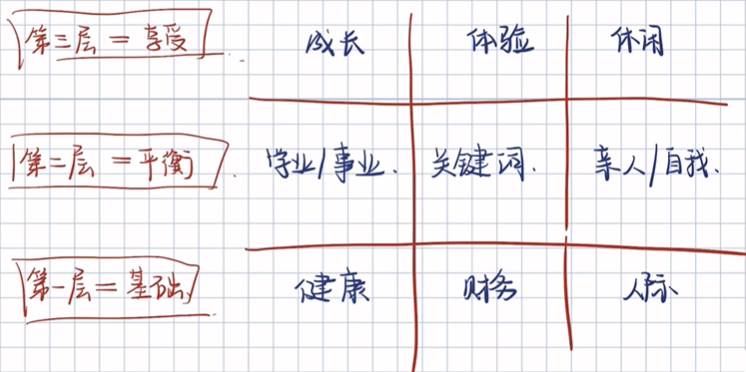 第三层 = 享受 成长 体验 休闲
第二层 = 平衡 学业/事业. 关键词. 亲人/自我.
第一层 = 基础 健康 财务 人际